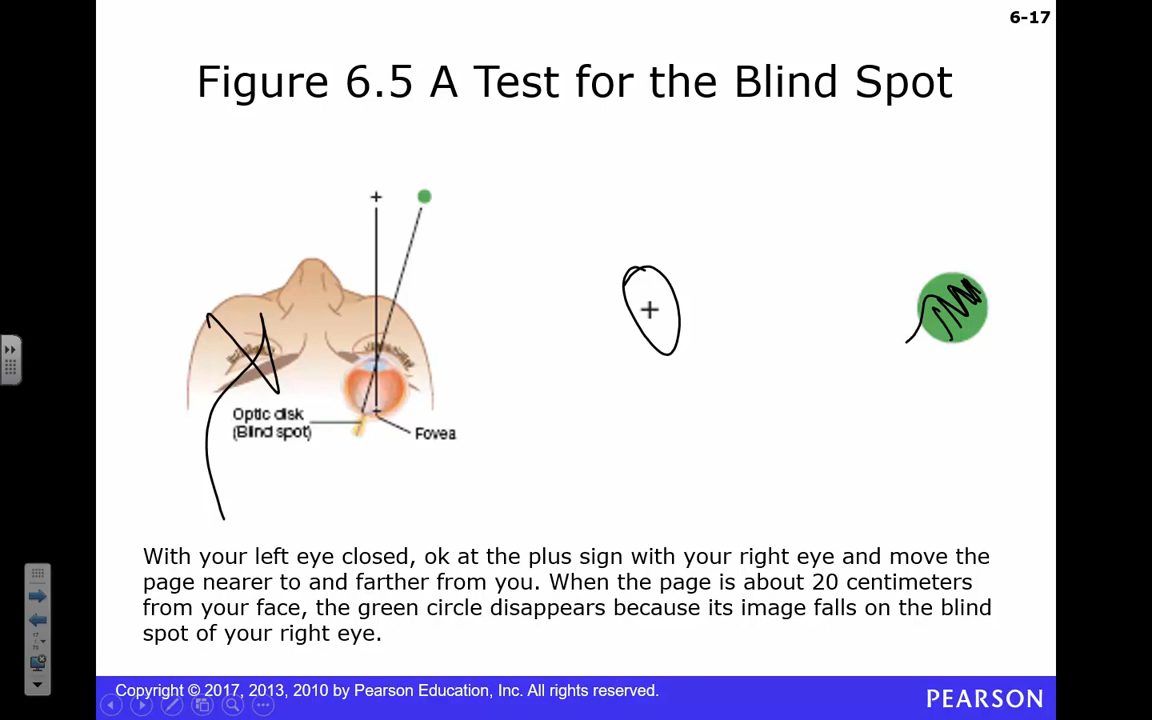 6-17
Figure 6.5 A Test for the Blind Spot
Optic disk
(Blind spot)
Fovea
With your left eye closed, ok at the plus sign with your right eye and move the
page nearer to and farther from you. When the page is about 20 centimeters
from your face, the green circle disappears because its image falls on the blind
spot of your right eye.
Copyright © 2017, 2013, 2010 by Pearson Education, Inc. All rights reserved.
PEARSON